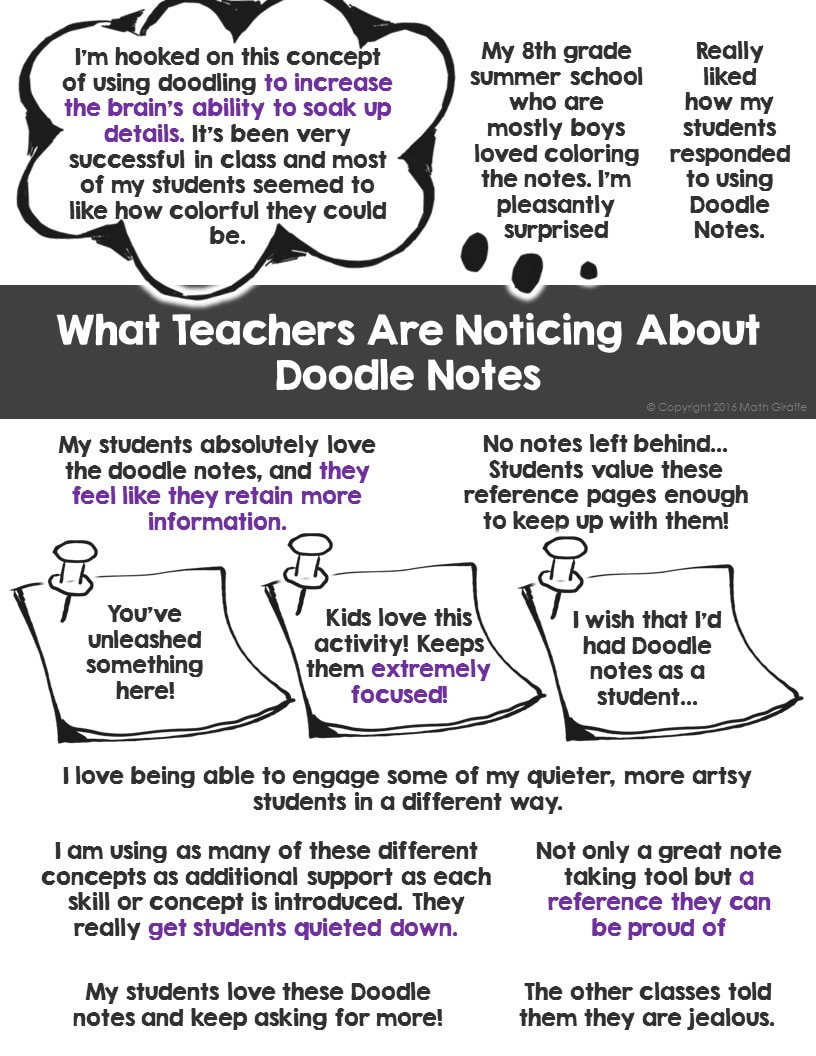 I'm hooked on this concept
of using doodling to increase
the brain's ability to soak up
details. It's been very
successful in class and most
of my students seemed to
like how colorful they could
be.
My 8th grade
summer school
who are
mostly boys
loved coloring
the notes. I'm
pleasantly
surprised
Really
liked
how my
students
responded
to using
Doodle
Notes.
What Teachers Are Noticing About
Doodle Notes
© Copyright 2016 Math Giraffe
My students absolutely love
the doodle notes, and they
feel like they retain more
information.
No notes left behind...
Students value these
reference pages enough
to keep up with them!
You've
unleashed
something
here!
Kids love this
activity! Keeps
them extremely
focused!
I wish that I'd
had Doodle
notes as a
student...
I love being able to engage some of my quieter, more artsy
students in a different way.
I am using as many of these different
concepts as additional support as each
skill or concept is introduced. They
really get students quieted down.
Not only a great note
taking tool but a
reference they can
be proud of
My students love these Doodle
notes and keep asking for more!
The other classes told
them they are jealous.